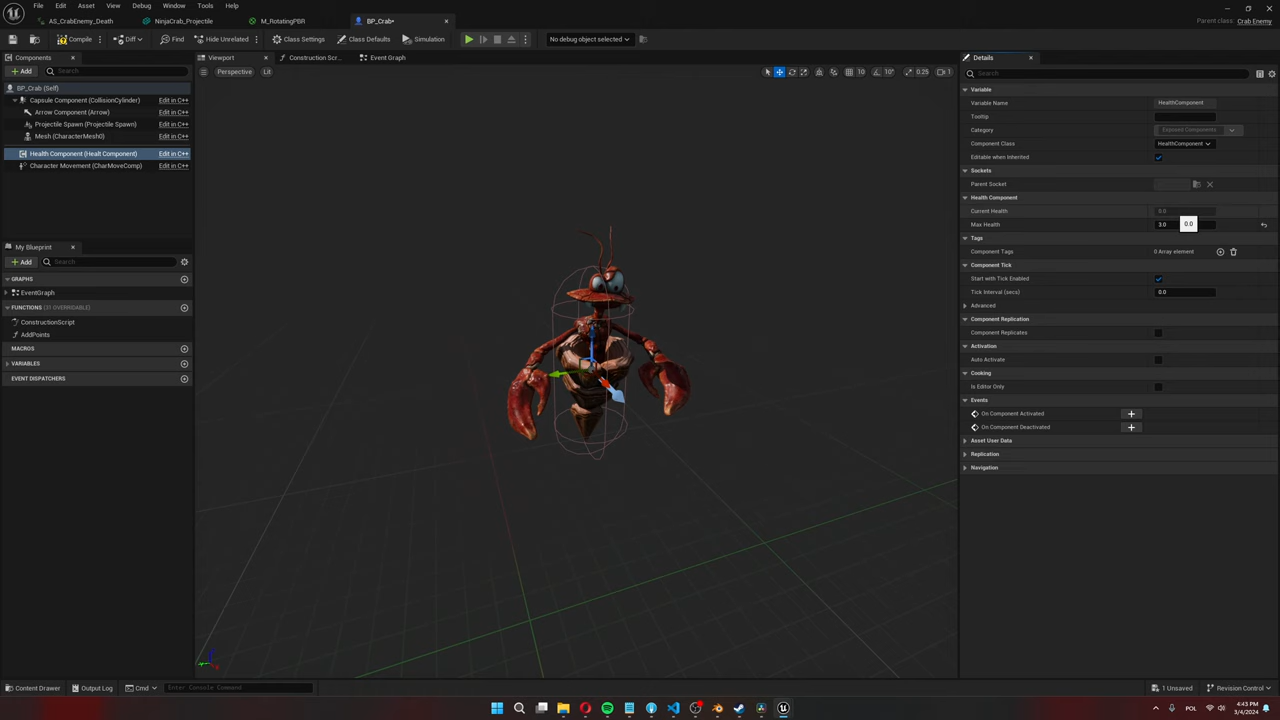 File Edit Asset View Debug Window Tools Help
AS_CrabEnemy_Death NinjaCrab_Projectile M_RotatingPBR BP_Crab•
Parent class: Crab Enemy
Compile Diff Find Hide Unrelated Class Settings Class Defaults Simulation No debug object selected
Components
Add Search
BP_Crab (Self)
Capsule Component (CollisionCylinder) Edit in C++
Arrow Component (Arrow) Edit in C++
Projectile Spawn (Projectile Spawn) Edit in C++
Mesh (CharacterMesh0) Edit in C++
Health Component (Healt Component) Edit in C++
Character Movement (CharMoveComp) Edit in C++
My Blueprint
Add Search
GRAPHS
EventGraph
FUNCTIONS (31 OVERRIDABLE)
ConstructionScript
AddPoints
MACROS
VARIABLES
EVENT DISPATCHERS
Viewport Construction Scr... Event Graph
Perspective Lit 10 10° 0.25 1
Details
Search
Variable
Variable Name HealthComponent
Tooltip
Category Exposed Components
Component Class HealthComponent
Editable when Inherited
Sockets
Parent Socket
Health Component
Current Health 0.0
Max Health 3.0 0.0
Tags
Component Tags 0 Array element
Component Tick
Start with Tick Enabled
Tick Interval (secs) 0.0
Advanced
Component Replication
Component Replicates
Activation
Auto Activate
Cooking
Is Editor Only
Events
On Component Activated
On Component Deactivated
Asset User Data
Replication
Navigation
Content Drawer Output Log Cmd Enter Console Command 1 Unsaved Revision Control
4:43 PM
3/4/2024